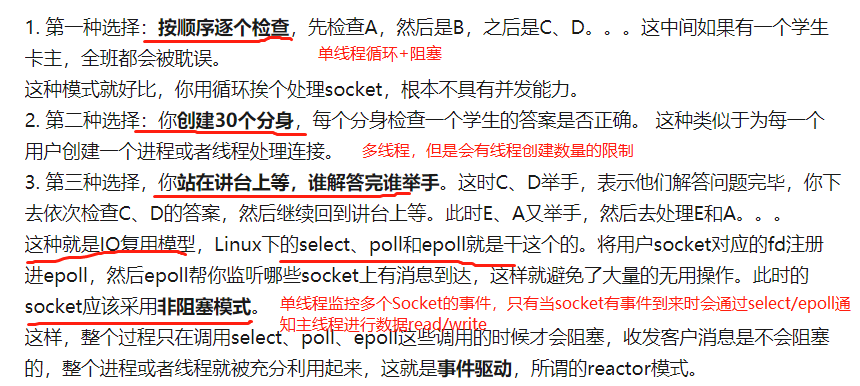 1. 第一种选择：按顺序逐个检查，先检查A，然后是B，之后是C、D。。。这中间如果有一个学生
卡主，全班都会被耽误。
单线程循环+阻塞
这种模式就好比，你用循环挨个处理socket，根本不具有并发能力。
2. 第二种选择：你创建30个分身，每个分身检查一个学生的答案是否正确。 这种类似于为每一个
用户创建一个进程或者线程处理连接。
多线程，但是会有线程创建数量的限制
3. 第三种选择，你站在讲台上等，谁解答完谁举手。这时C、D举手，表示他们解答问题完毕，你下
去依次检查C、D的答案，然后继续回到讲台上等。此时E、A又举手，然后去处理E和A。。。
这种就是IO复用模型，Linux下的select、poll和epoll就是干这个的。将用户socket对应的fd注册
进epoll，然后epoll帮你监听哪些socket上有消息到达，这样就避免了大量的无用操作。此时的
socket应该采用非阻塞模式。
单线程监控多个Socket的事件，只有当socket有事件到来时会通过select/epoll通
知主线程进行数据read/write
这样，整个过程只在调用select、poll、epoll这些调用的时候才会阻塞，收发客户消息是不会阻塞
的，整个进程或者线程就被充分利用起来，这就是事件驱动，所谓的reactor模式。